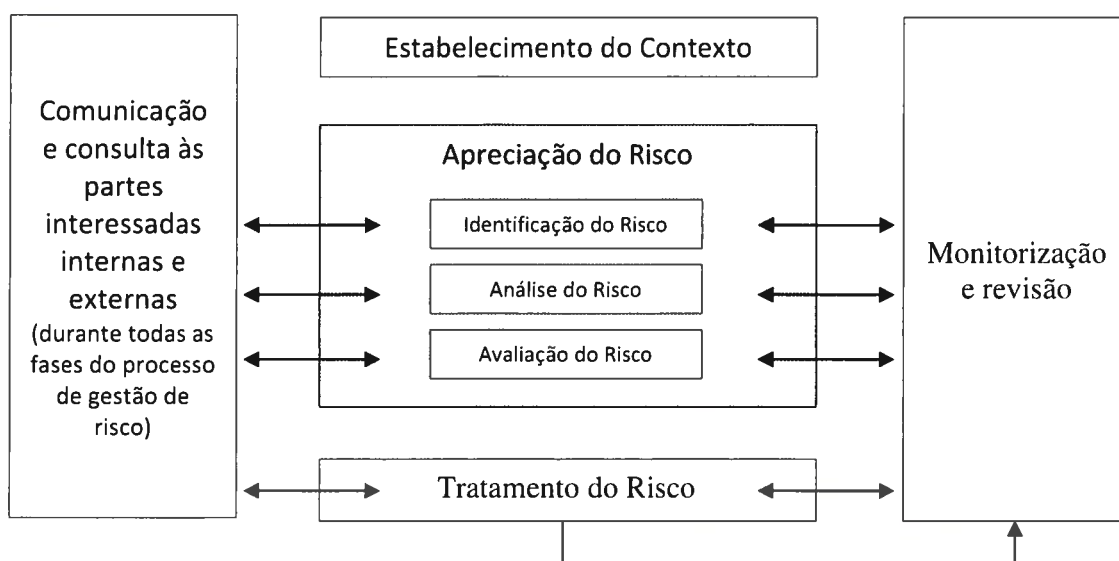 Comunicação
e consulta às
partes
interessadas
internas e
externas
(durante todas as
fases do processo
de gestão de
risco)
Estabelecimento do Contexto
Apreciação do Risco
Identificação do Risco
Análise do Risco
Avaliação do Risco
Tratamento do Risco
Monitorização
e revisão